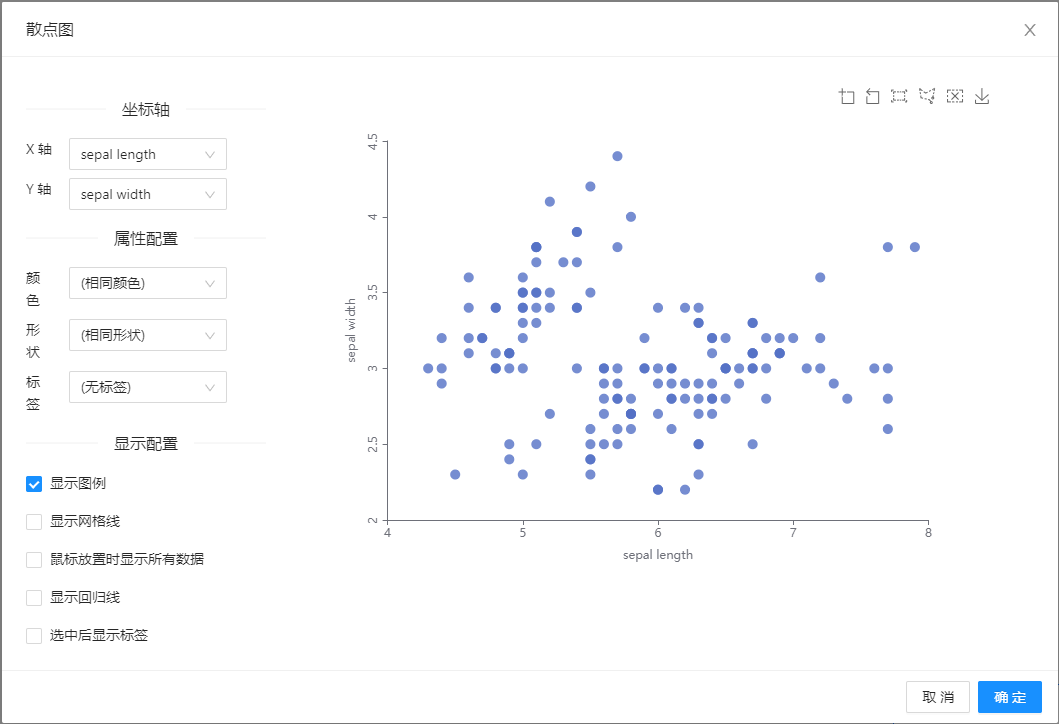 散点图
坐标轴
X 轴
sepal length
Y 轴
sepal width
属性配置
颜色
(相同颜色)
形状
(相同形状)
标签
(无标签)
显示配置
显示图例
显示网格线
鼠标放置时显示所有数据
显示回归线
选中后显示标签
4.5
4
3.5
3
2.5
2
sepal width
4
5
6
7
8
sepal length
取 消
确 定